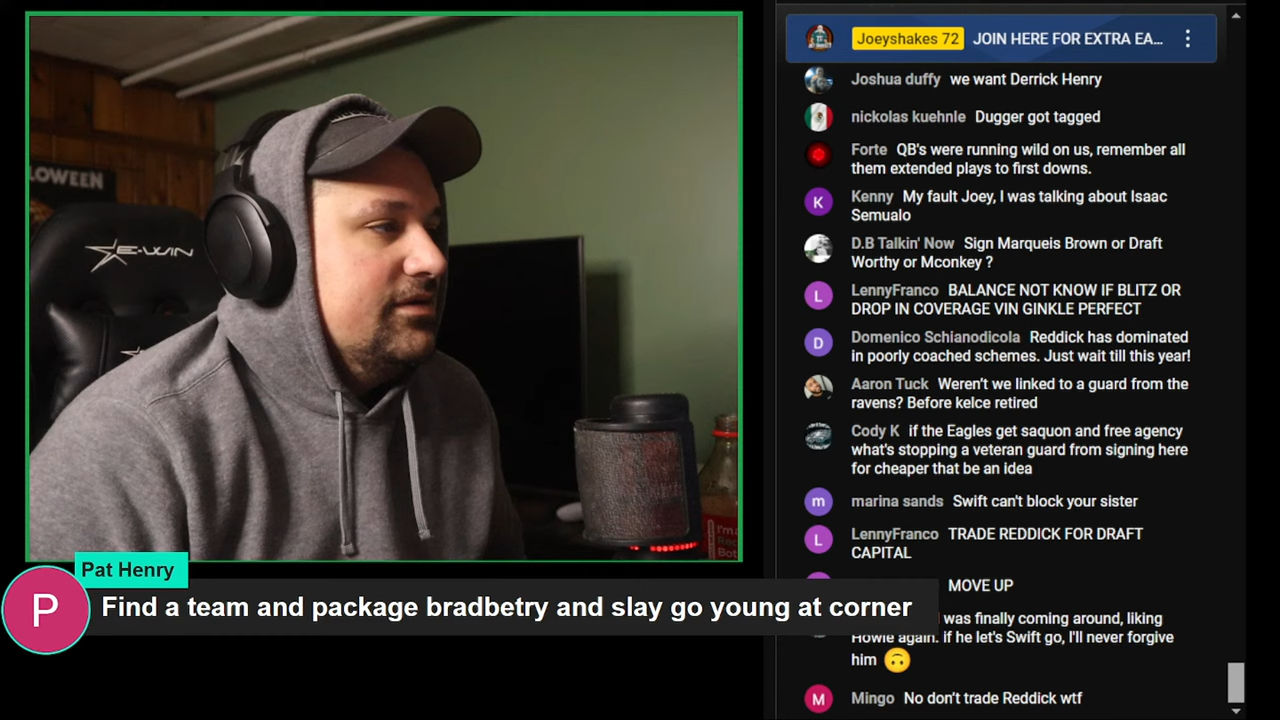 LOWEEN
E-WIN
I'm a
Bot
Pat Henry
P
Find a team and package bradbetry and slay go young at corner
Joeyshakes 72 JOIN HERE FOR EXTRA EA...
Joshua duffy we want Derrick Henry
nickolas kuehnle Dugger got tagged
Forte QB's were running wild on us, remember all
them extended plays to first downs.
K
Kenny My fault Joey, I was talking about Isaac
Semualo
D.B Talkin' Now Sign Marqueis Brown or Draft
Worthy or Mconkey ?
L
LennyFranco BALANCE NOT KNOW IF BLITZ OR
DROP IN COVERAGE VIN GINKLE PERFECT
D
Domenico Schianodicola Reddick has dominated
in poorly coached schemes. Just wait till this year!
Aaron Tuck Weren't we linked to a guard from the
ravens? Before kelce retired
Cody K if the Eagles get saquon and free agency
what's stopping a veteran guard from signing here
for cheaper that be an idea
m
marina sands Swift can't block your sister
L
LennyFranco TRADE REDDICK FOR DRAFT
CAPITAL
MOVE UP
was finally coming around, liking
Howie again. if he let's Swift go, I'll never forgive
him 🙃
M
Mingo No don't trade Reddick wtf